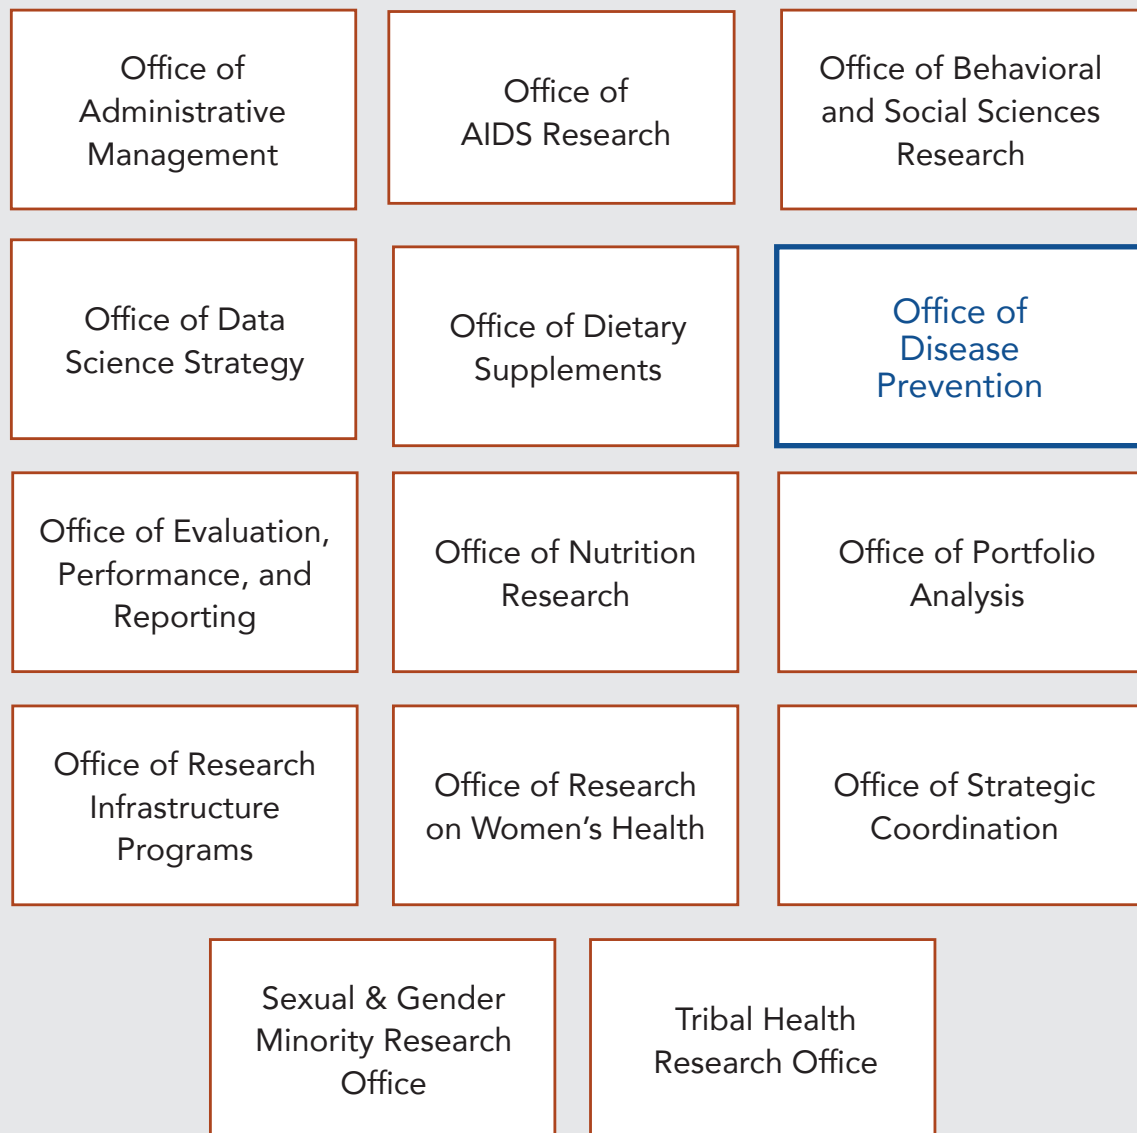 Office of
Administrative
Management
Office of
AIDS Research
Office of Behavioral
and Social Sciences
Research
Office of Data
Science Strategy
Office of Dietary
Supplements
Office of
Disease
Prevention
Office of Evaluation,
Performance, and
Reporting
Office of Nutrition
Research
Office of Portfolio
Analysis
Office of Research
Infrastructure
Programs
Office of Research
on Women’s Health
Office of Strategic
Coordination
Sexual & Gender
Minority Research
Office
Tribal Health
Research Office